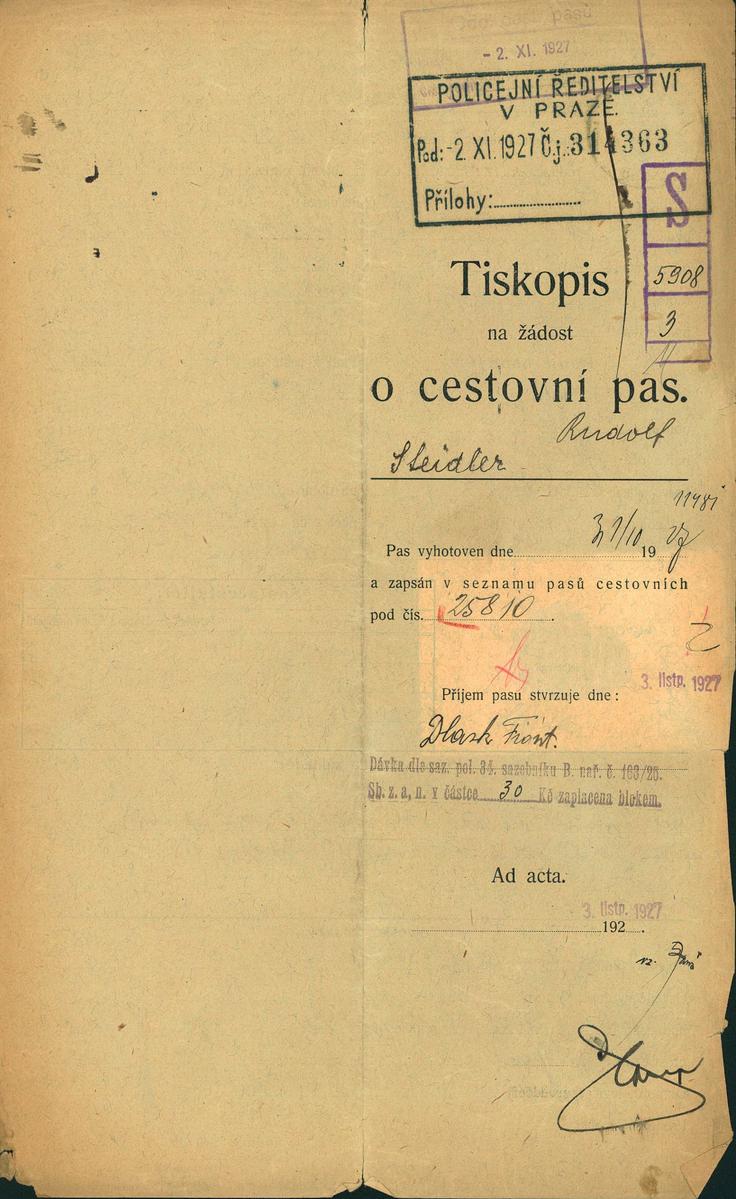 - 2. XI. 1927
POLICEJNÍ ŘEDITELSTVÍ
V PRAZE.
Pod: -2. XI. 1927 Č.j. 314363
Přílohy:
S
5908
3
Tiskopis
na žádost
o cestovní pas.
Rudolf
Steidler
Pas vyhotoven dne 31/10 19 27
a zapsán v seznamu pasů cestovních
pod čís. 25810.
3. listp. 1927
Příjem pasu stvrzuje dne:
Dlask Frant.
Dávka dle saz. pol. 34. sazebníku B. nař. č. 163/26.
Sb. z. a. n. v částce 30 Kč zaplacena blokem.
Ad acta.
3. listp. 1927
192